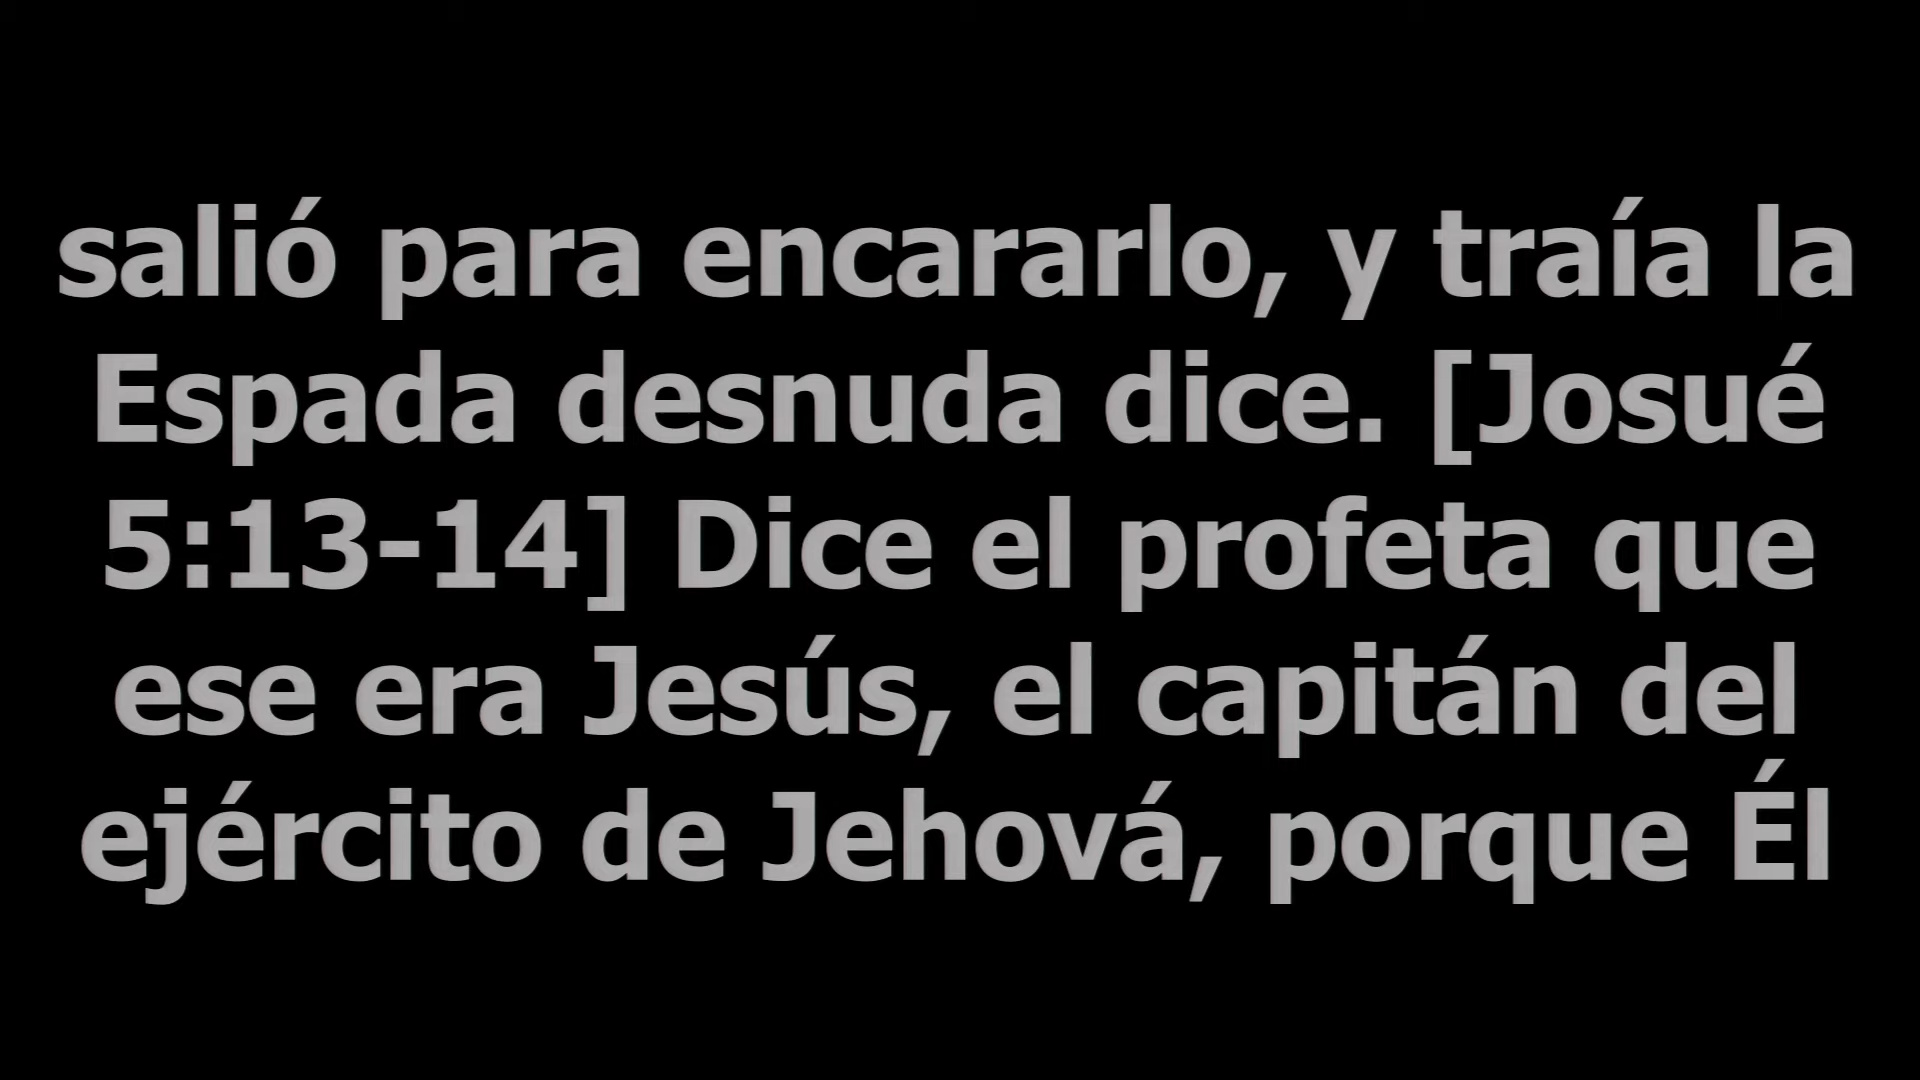 salió para encararlo, y traía la
Espada desnuda dice. [Josué
5:13-14] Dice el profeta que
ese era Jesús, el capitán del
ejército de Jehová, porque Él